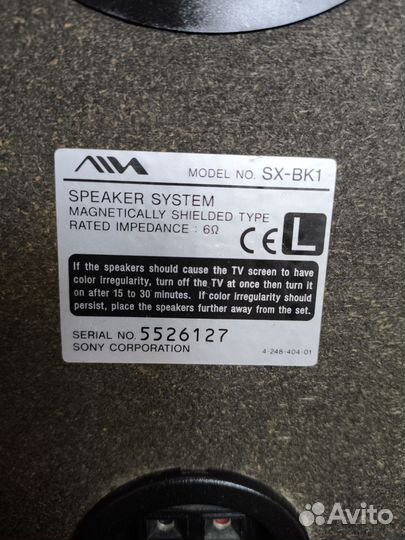 AIWA
MODEL NO. SX-BK1
SPEAKER SYSTEM
MAGNETICALLY SHIELDED TYPE
RATED IMPEDANCE : 6Ω
CE L
If the speakers should cause the TV screen to have
color irregularity, turn off the TV at once then turn it
on after 15 to 30 minutes. If color irregularity should
persist, place the speakers further away from the set.
SERIAL NO. 5526127
SONY CORPORATION
4-248-404-01
Avito